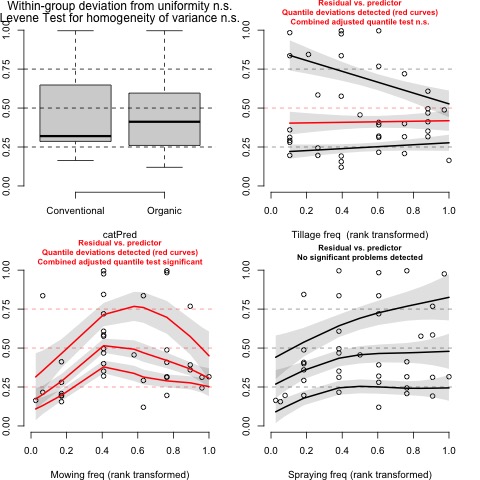 Within-group deviation from uniformity n.s.
Levene Test for homogeneity of variance n.s.
0.00 0.25 0.50 0.75 1.00
Conventional Organic
catPred
Residual vs. predictor
Quantile deviations detected (red curves)
Combined adjusted quantile test n.s.
0.00 0.25 0.50 0.75 1.00
0.0 0.2 0.4 0.6 0.8 1.0
Tillage freq (rank transformed)
Residual vs. predictor
Quantile deviations detected (red curves)
Combined adjusted quantile test significant
0.00 0.25 0.50 0.75 1.00
0.0 0.2 0.4 0.6 0.8 1.0
Mowing freq (rank transformed)
Residual vs. predictor
No significant problems detected
0.00 0.25 0.50 0.75 1.00
0.0 0.2 0.4 0.6 0.8 1.0
Spraying freq (rank transformed)